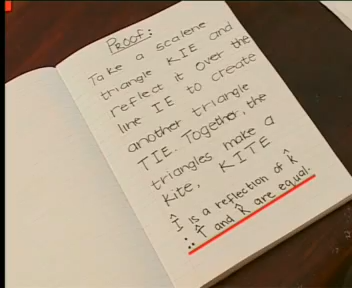 PROOF:
Take a scalene
triangle KIE and
reflect it over the
line IE to create
another triangle
TIE. Together, the
triangles make a
kite, KITE
Î is a reflection of k̂
∴ T̂ and K̂ are equal.